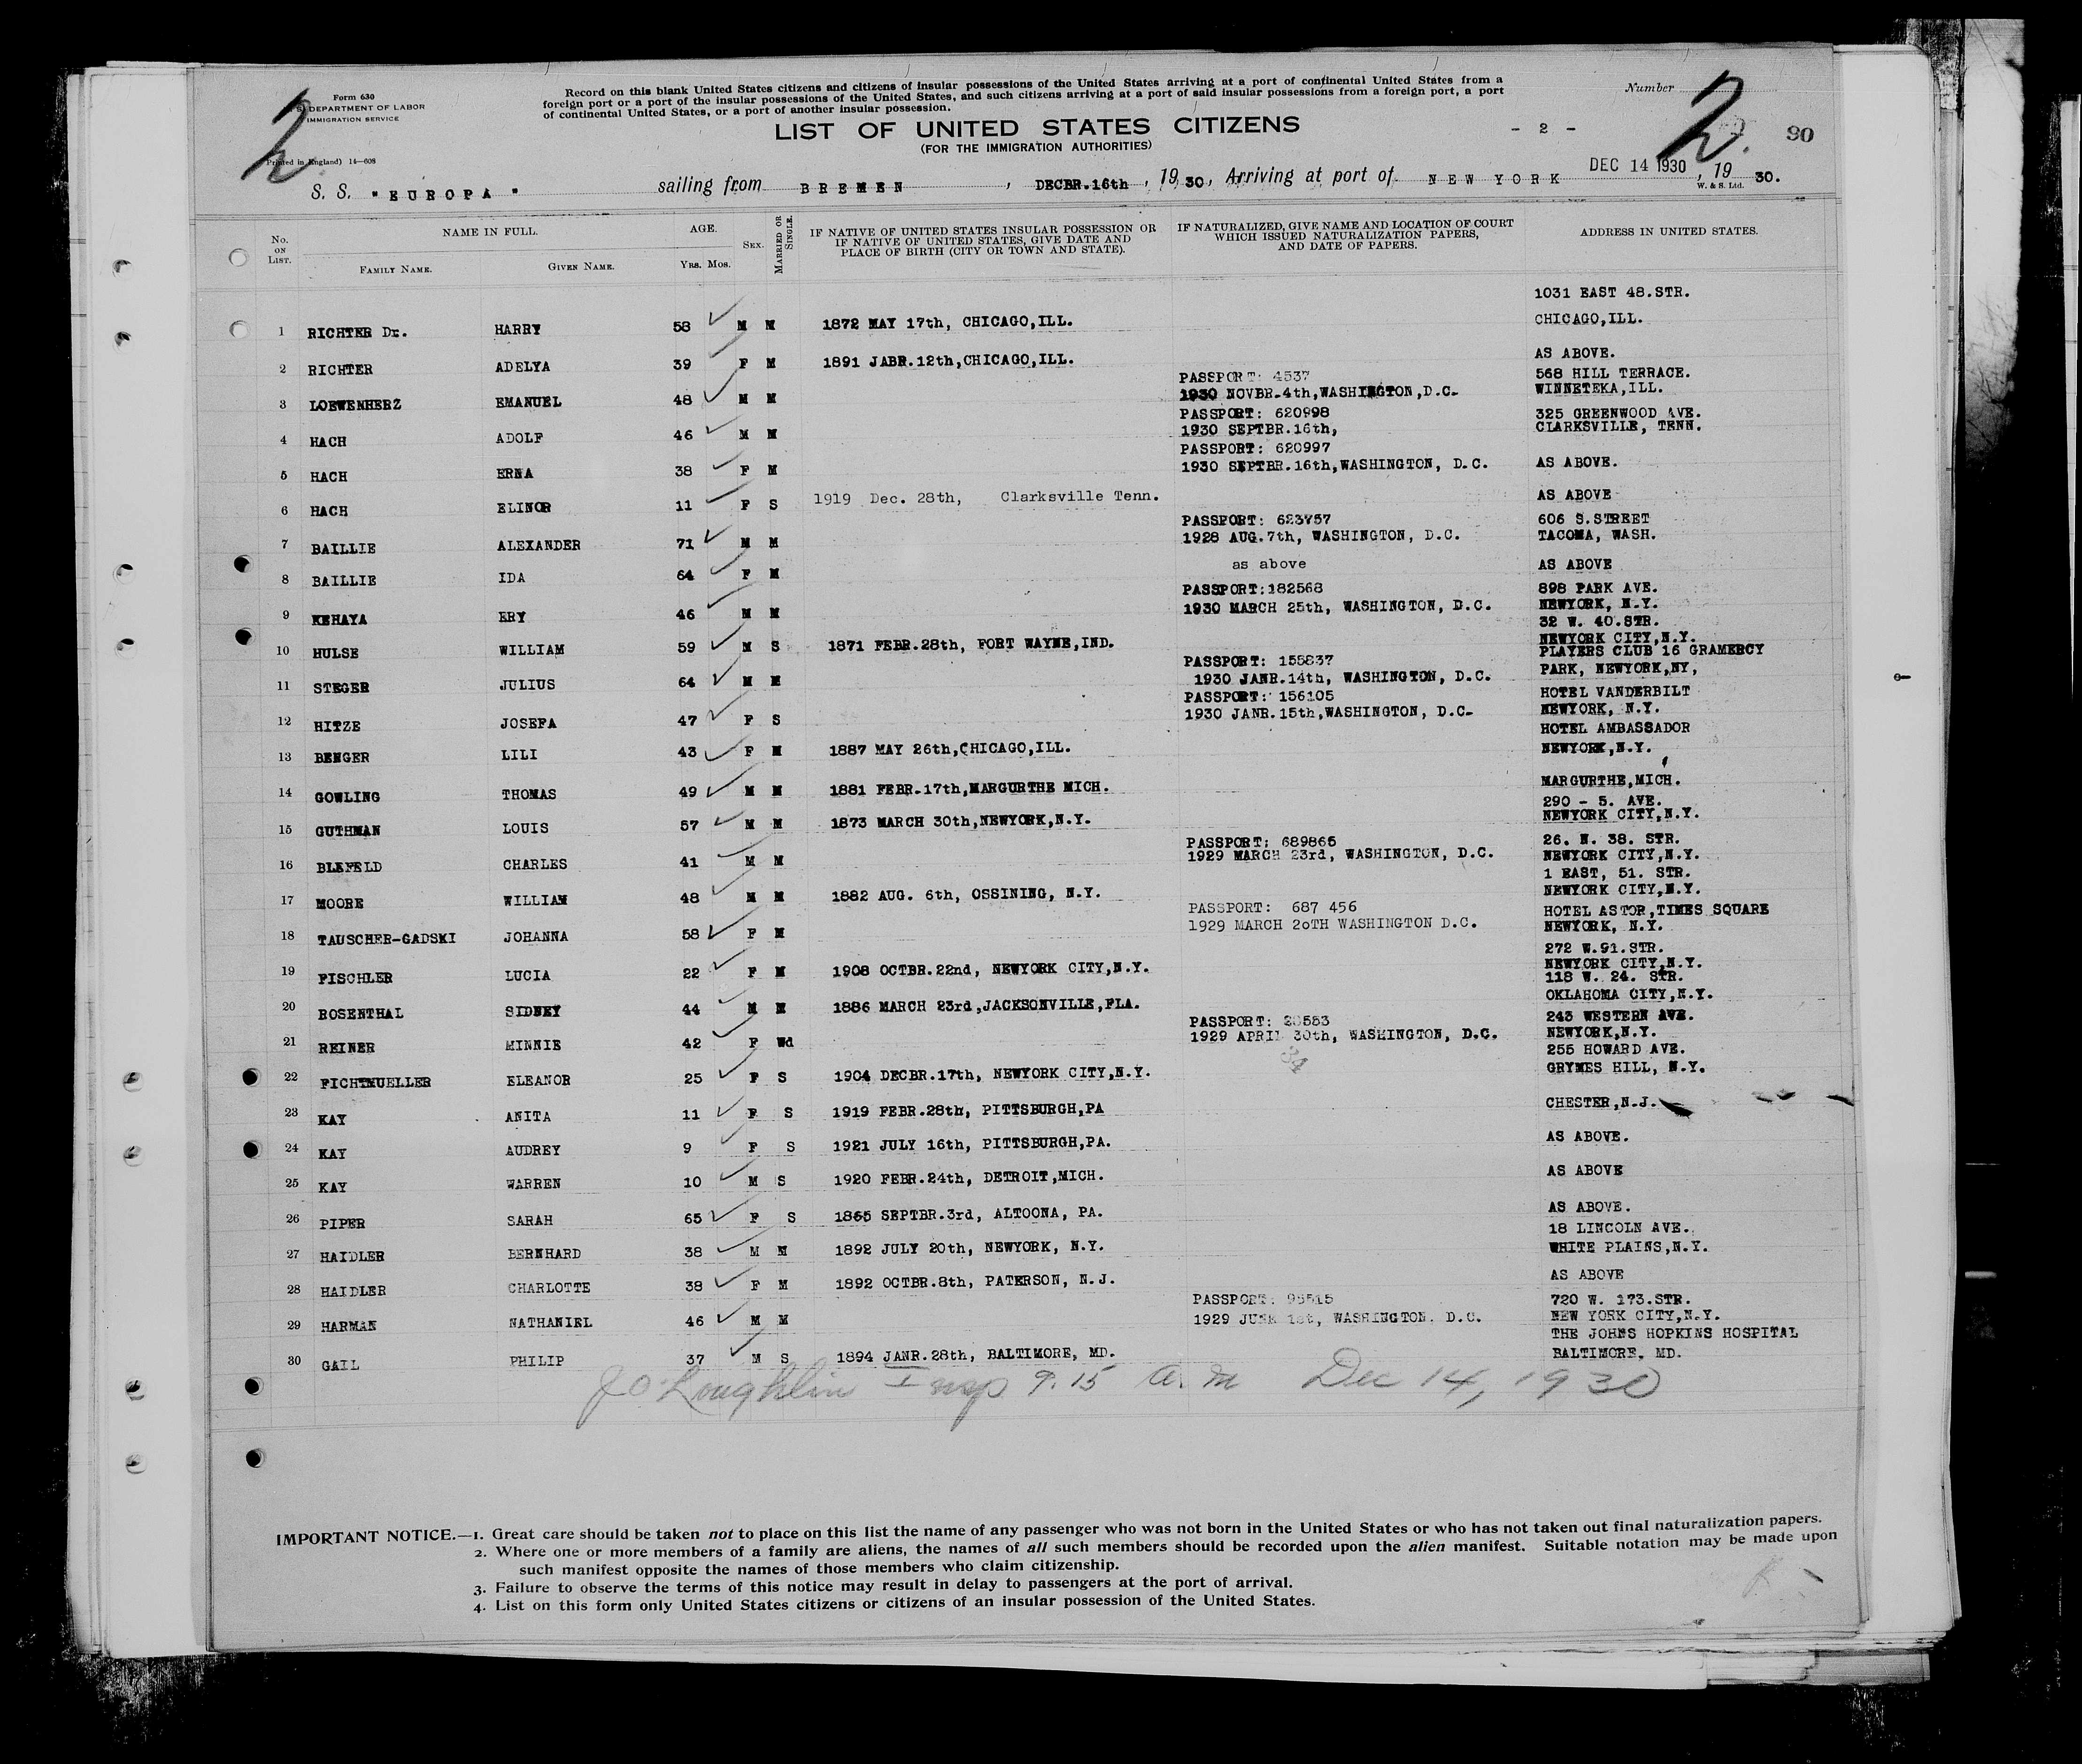 Form 630
U. S. DEPARTMENT OF LABOR
IMMIGRATION SERVICE
(Printed in England) 14—608
2
Record on this blank United States citizens and citizens of insular possessions of the United States arriving at a port of continental United States from a
foreign port or a port of the insular possessions of the United States, and such citizens arriving at a port of said insular possessions from a foreign port, a port
of continental United States, or a port of another insular possession.
Number 2.
LIST OF UNITED STATES CITIZENS - 2 - 90
(FOR THE IMMIGRATION AUTHORITIES)
S. S. "EUROPA" sailing from BREMEN, DECBR.16th, 1930, Arriving at port of NEW YORK DEC 14 1930, 1930.
W. & S. Ltd.
No. ON LIST. NAME IN FULL. AGE. SEX. MARRIED OR SINGLE. IF NATIVE OF UNITED STATES INSULAR POSSESSION OR IF NATIVE OF UNITED STATES, GIVE DATE AND PLACE OF BIRTH (CITY OR TOWN AND STATE). IF NATURALIZED, GIVE NAME AND LOCATION OF COURT WHICH ISSUED NATURALIZATION PAPERS, AND DATE OF PAPERS. ADDRESS IN UNITED STATES.
FAMILY NAME. GIVEN NAME. YRS. MOS.
1031 EAST 48.STR.
1 RICHTER Dr. HARRY 58 M M 1872 MAY 17th, CHICAGO,ILL. CHICAGO,ILL.
2 RICHTER ADELYA 39 F M 1891 JABR.12th,CHICAGO,ILL. AS ABOVE.
PASSPORT: 4537 568 HILL TERRACE.
3 LOEWENHERZ EMANUEL 48 M M 1930 NOVBR.4th,WASHINGTON,D.C. WINNETEKA,ILL.
PASSPORT: 620998 325 GREENWOOD AVE.
4 HACH ADOLF 46 M M 1930 SEPTBR.16th, CLARKSVILLE, TENN.
PASSPORT: 620997
5 HACH ERNA 38 F M 1930 SEPTBR.16th,WASHINGTON, D.C. AS ABOVE.
6 HACH ELINOR 11 F S 1919 Dec. 28th, Clarksville Tenn. AS ABOVE
PASSPORT: 623757 606 S.STREET
7 BAILLIE ALEXANDER 71 M M 1928 AUG.7th, WASHINGTON, D.C. TACOMA, WASH.
8 BAILLIE IDA 64 F M as above AS ABOVE
PASSPORT:182568 898 PARK AVE.
9 KEHAYA ERY 46 M M 1930 MARCH 25th, WASHINGTON, D.C. NEWYORK, N.Y.
32 W. 40.STR.
10 HULSE WILLIAM 59 M S 1871 FEBR.28th, FORT WAYNE,IND. NEWYORK CITY,N.Y.
PASSPORT: 158837 PLAYERS CLUB 16 GRAMERCY
11 STEGER JULIUS 64 M M 1930 JANR.14th, WASHINGTON, D.C. PARK, NEWYORK,NY,
PASSPORT: 156105 HOTEL VANDERBILT
12 HITZE JOSEFA 47 F S 1930 JANR.15th,WASHINGTON, D.C. NEWYORK, N.Y.
HOTEL AMBASSADOR
13 BENGER LILI 43 F M 1887 MAY 26th,CHICAGO,ILL. NEWYORK,N.Y.
14 GOWLING THOMAS 49 M M 1881 FEBR.17th,MARGURTHE MICH. MARGURTHE,MICH.
290 - 5. AVE.
15 GUTHMAN LOUIS 57 M M 1873 MARCH 30th,NEWYORK,N.Y. NEWYORK CITY,N.Y.
PASSPORT: 689865 26. N. 38. STR.
16 BLEFELD CHARLES 41 M M 1929 MARCH 23rd, WASHINGTON, D.C. NEWYORK CITY,N.Y.
1 EAST, 51. STR.
17 MOORE WILLIAM 48 M M 1882 AUG. 6th, OSSINING, N.Y. NEWYORK CITY,N.Y.
PASSPORT: 687 456 HOTEL ASTOR,TIMES SQUARE
18 TAUSCHER-GADSKI JOHANNA 58 F M 1929 MARCH 2oTH WASHINGTON D.C. NEWYORK, N.Y.
272 W.91.STR.
19 FISCHLER LUCIA 22 F M 1908 OCTBR.22nd, NEWYORK CITY,N.Y. NEWYORK CITY,N.Y.
118 W. 24. STR.
20 ROSENTHAL SIDNEY 44 M M 1886 MARCH 23rd,JACKSONVILLE,FLA. OKLAHOMA CITY,N.Y.
PASSPORT: 243 WESTERN AVE.
21 REINER MINNIE 42 F Wd 1929 APRIL 30th, WASHINGTON, D.C. NEWYORK,N.Y.
34 255 HOWARD AVE.
22 FICHTMUELLER ELEANOR 25 F S 1904 DECBR.17th, NEWYORK CITY,N.Y. GRYMES HILL, N.Y.
23 KAY ANITA 11 F S 1919 FEBR.28th, PITTSBURGH,PA CHESTER,N.J.
24 KAY AUDREY 9 F S 1921 JULY 16th, PITTSBURGH,PA. AS ABOVE.
25 KAY WARREN 10 M S 1920 FEBR.24th, DETROIT,MICH. AS ABOVE
26 PIPER SARAH 65 F S 1865 SEPTBR.3rd, ALTOONA, PA. AS ABOVE.
18 LINCOLN AVE.
27 HAIDLER BERNHARD 38 M M 1892 JULY 20th, NEWYORK, N.Y. WHITE PLAINS,N.Y.
28 HAIDLER CHARLOTTE 38 F M 1892 OCTBR.8th, PATERSON, N.J. AS ABOVE
PASSPORT: 95515 720 W. 173.STR.
29 HARMAN NATHANIEL 46 M M 1929 JUNE 1st, WASHINGTON. D.C. NEW YORK CITY,N.Y.
THE JOHNS HOPKINS HOSPITAL
30 GAIL PHILIP 37 M S 1894 JANR.28th, BALTIMORE, MD. BALTIMORE, MD.
J O'Loughlin Insp 9.15 a.m Dec 14, 1930
IMPORTANT NOTICE.—1. Great care should be taken not to place on this list the name of any passenger who was not born in the United States or who has not taken out final naturalization papers.
2. Where one or more members of a family are aliens, the names of all such members should be recorded upon the alien manifest. Suitable notation may be made upon
such manifest opposite the names of those members who claim citizenship.
3. Failure to observe the terms of this notice may result in delay to passengers at the port of arrival.
4. List on this form only United States citizens or citizens of an insular possession of the United States.